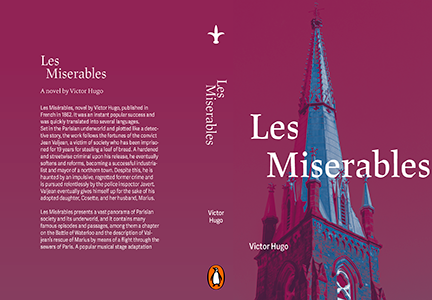 Les
Miserables
A novel by Victor Hugo
Les Misérables, novel by Victor Hugo, published in
French in 1862. It was an instant popular success and
was quickly translated into several languages.
Set in the Parisian underworld and plotted like a detec-
tive story, the work follows the fortunes of the convict
Jean Valjean, a victim of society who has been impriso-
ned for 19 years for stealing a loaf of bread. A hardened
and streetwise criminal upon his release, he eventually
softens and reforms, becoming a successful industria-
list and mayor of a northern town. Despite this, he is
haunted by an impulsive, regretted former crime and
is pursued relentlessly by the police inspector Javert.
Valjean eventually gives himself up for the sake of his
adopted daughter, Cosette, and her husband, Marius.
Les Misérables presents a vast panorama of Parisian
society and its underworld, and it contains many
famous episodes and passages, among them a chapter
on the Battle of Waterloo and the description of Val-
jean's rescue of Marius by means of a flight through the
sewers of Paris. A popular musical stage adaptation
Les
Miserables
Victor
Hugo
Les
Miserables
Victor Hugo